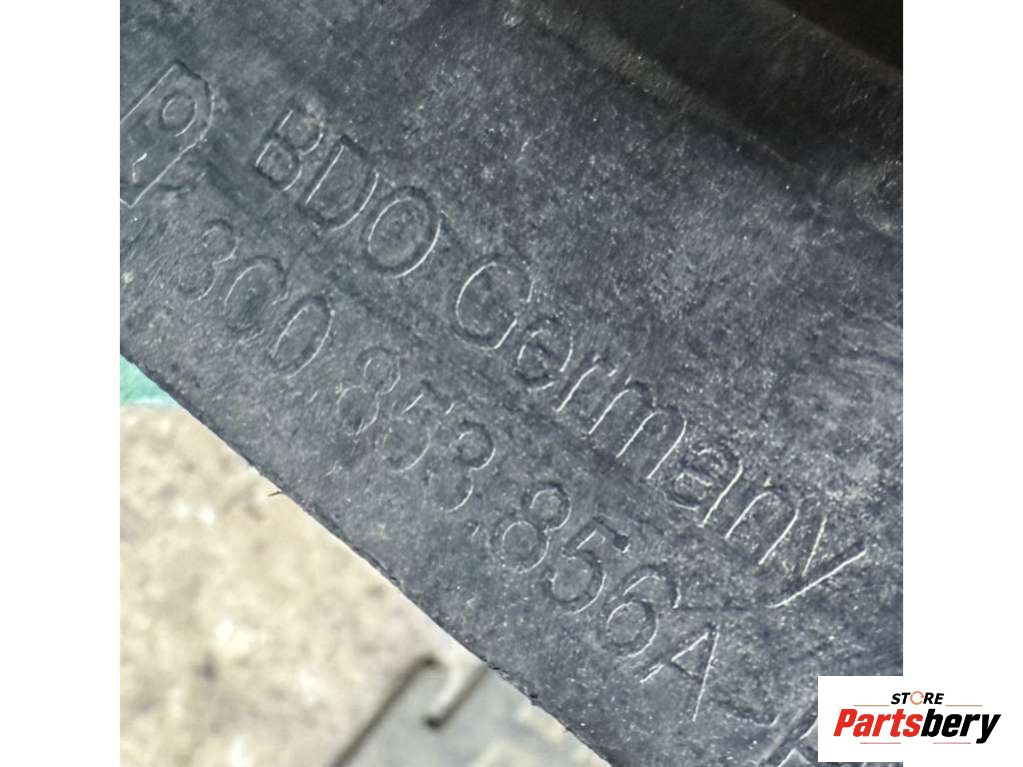 BDO Germany
3C0.853.856A
STORE
Partsbery